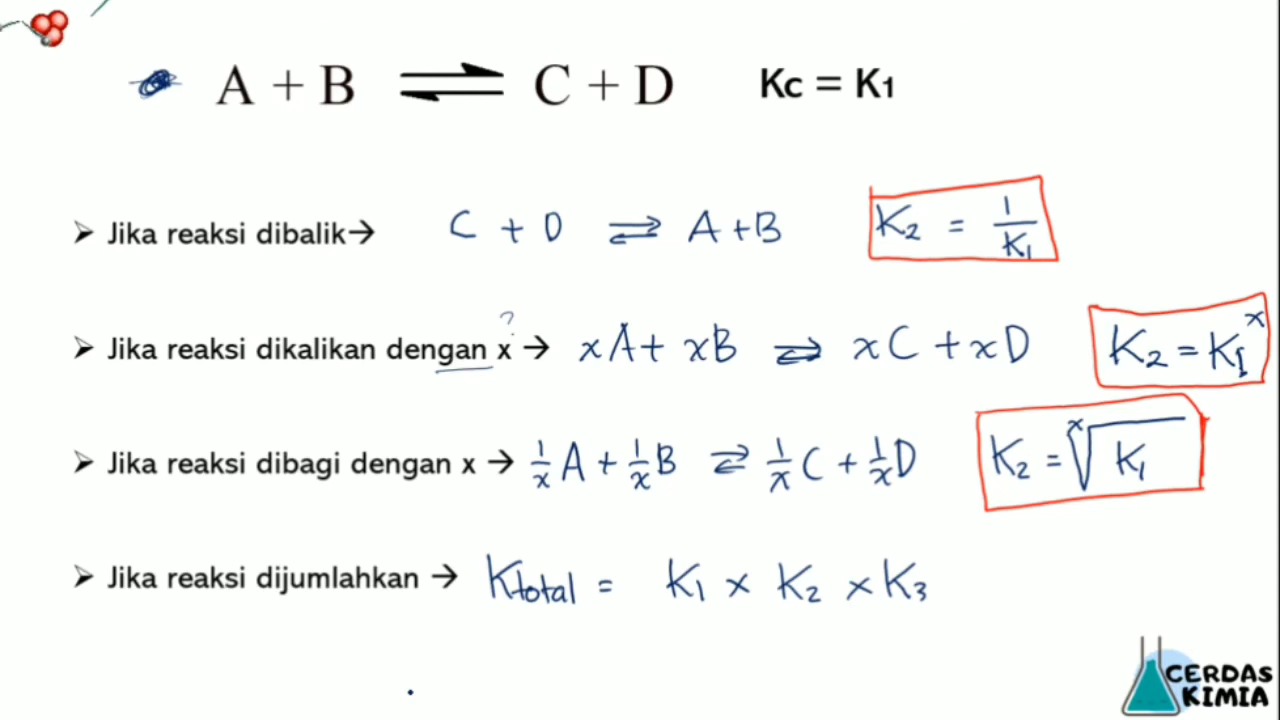 A + B ⇌ C + D Kc = K₁
➢ Jika reaksi dibalik→ C + D ⇌ A + B K₂ = 1/K₁
?
➢ Jika reaksi dikalikan dengan x → xA + xB ⇌ xC + xD K₂ = K₁ˣ
➢ Jika reaksi dibagi dengan x → 1/x A + 1/x B ⇌ 1/x C + 1/x D K₂ = ˣ√K₁
➢ Jika reaksi dijumlahkan → Ktotal = K₁ x K₂ x K₃
CERDAS
KIMIA